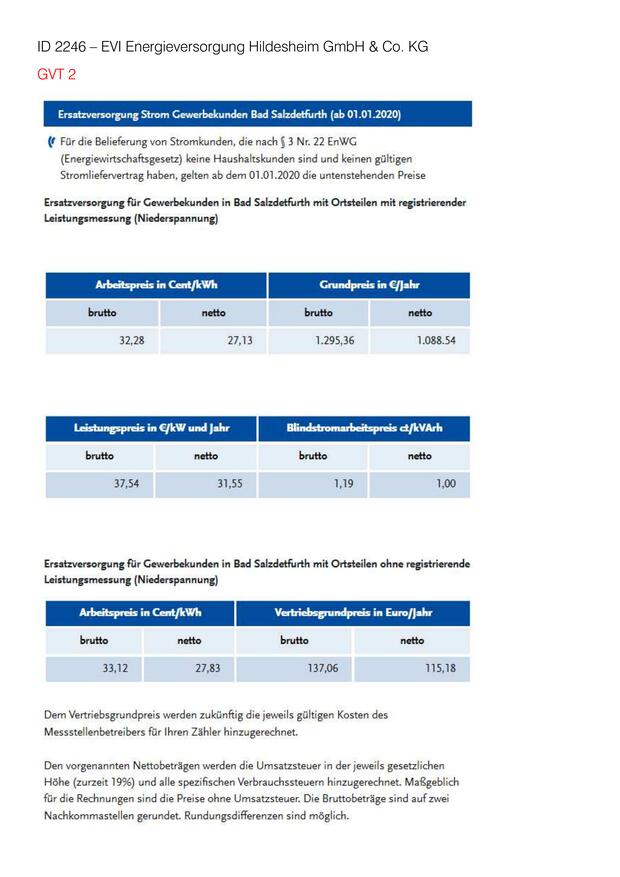 ID 2246 – EVI Energieversorgung Hildesheim GmbH & Co. KG
GVT 2
Ersatzversorgung Strom Gewerbekunden Bad Salzdetfurth (ab 01.01.2020)
Für die Belieferung von Stromkunden, die nach § 3 Nr. 22 EnWG
(Energiewirtschaftsgesetz) keine Haushaltskunden sind und keinen gültigen
Stromliefervertrag haben, gelten ab dem 01.01.2020 die untenstehenden Preise
Ersatzversorgung für Gewerbekunden in Bad Salzdetfurth mit Ortsteilen mit registrierender
Leistungsmessung (Niederspannung)
Arbeitspreis in Cent/kWh Grundpreis in €/Jahr
brutto netto brutto netto
32,28 27,13 1.295,36 1.088.54
Leistungspreis in €/kW und Jahr Blindstromarbeitspreis ct/kVArh
brutto netto brutto netto
37,54 31,55 1,19 1,00
Ersatzversorgung für Gewerbekunden in Bad Salzdetfurth mit Ortsteilen ohne registrierende
Leistungsmessung (Niederspannung)
Arbeitspreis in Cent/kWh Vertriebsgrundpreis in Euro/Jahr
brutto netto brutto netto
33,12 27,83 137,06 115,18
Dem Vertriebsgrundpreis werden zukünftig die jeweils gültigen Kosten des
Messstellenbetreibers für Ihren Zähler hinzugerechnet.
Den vorgenannten Nettobeträgen werden die Umsatzsteuer in der jeweils gesetzlichen
Höhe (zurzeit 19%) und alle spezifischen Verbrauchssteuern hinzugerechnet. Maßgeblich
für die Rechnungen sind die Preise ohne Umsatzsteuer. Die Bruttobeträge sind auf zwei
Nachkommastellen gerundet. Rundungsdifferenzen sind möglich.